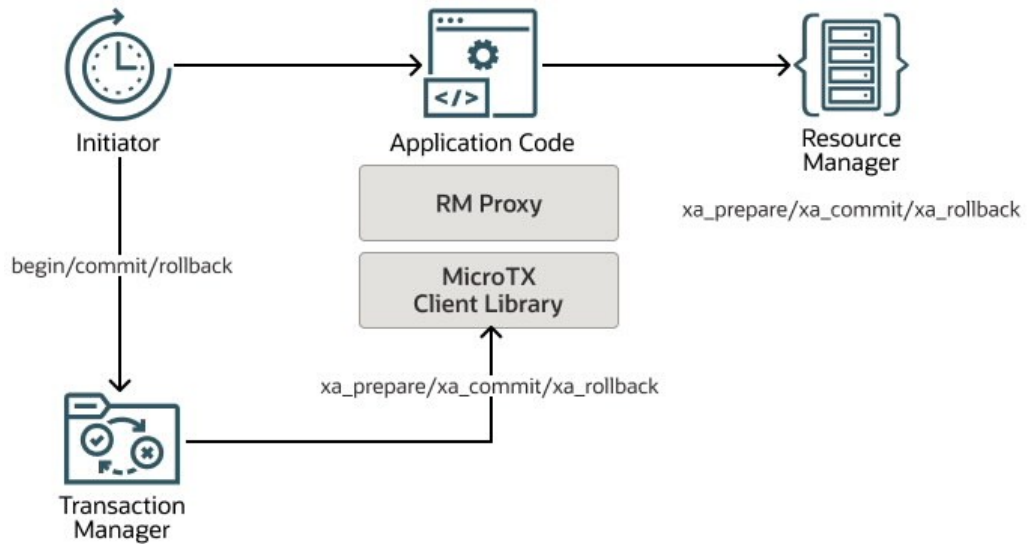 </>
Initiator
Application Code
Resource
Manager
RM Proxy
xa_prepare/xa_commit/xa_rollback
begin/commit/rollback
MicroTX
Client Library
xa_prepare/xa_commit/xa_rollback
Transaction
Manager